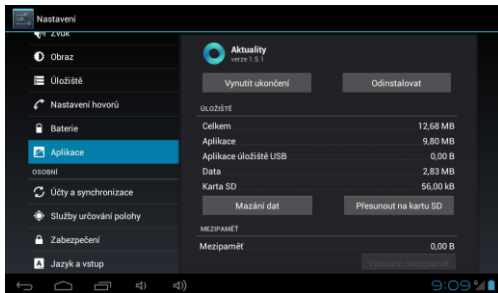 Nastavení
Zvuk
Obraz
Úložiště
Nastavení hovorů
Baterie
Aplikace
OSOBNÍ
Účty a synchronizace
Služby určování polohy
Zabezpečení
A Jazyk a vstup
Aktuality
verze 1.5.1
Vynutit ukončení Odinstalovat
ÚLOŽIŠTĚ
Celkem 12,68 MB
Aplikace 9,80 MB
Aplikace úložiště USB 0,00 B
Data 2,83 MB
Karta SD 56,00 kB
Mazání dat Přesunout na kartu SD
MEZIPAMĚŤ
Mezipaměť 0,00 B
Vymazat mezipaměť
9:09